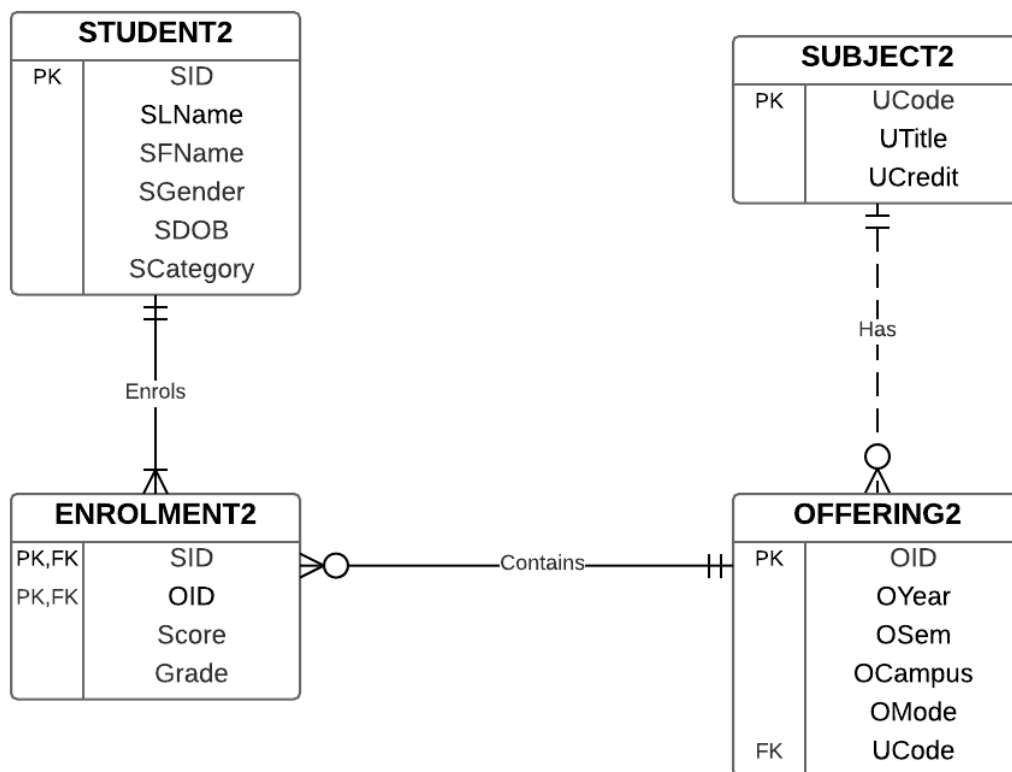 STUDENT2
PK SID
SLName
SFName
SGender
SDOB
SCategory
SUBJECT2
PK UCode
UTitle
UCredit
Enrols
Has
ENROLMENT2
PK,FK SID
PK,FK OID
Score
Grade
Contains
OFFERING2
PK OID
OYear
OSem
OCampus
OMode
FK UCode